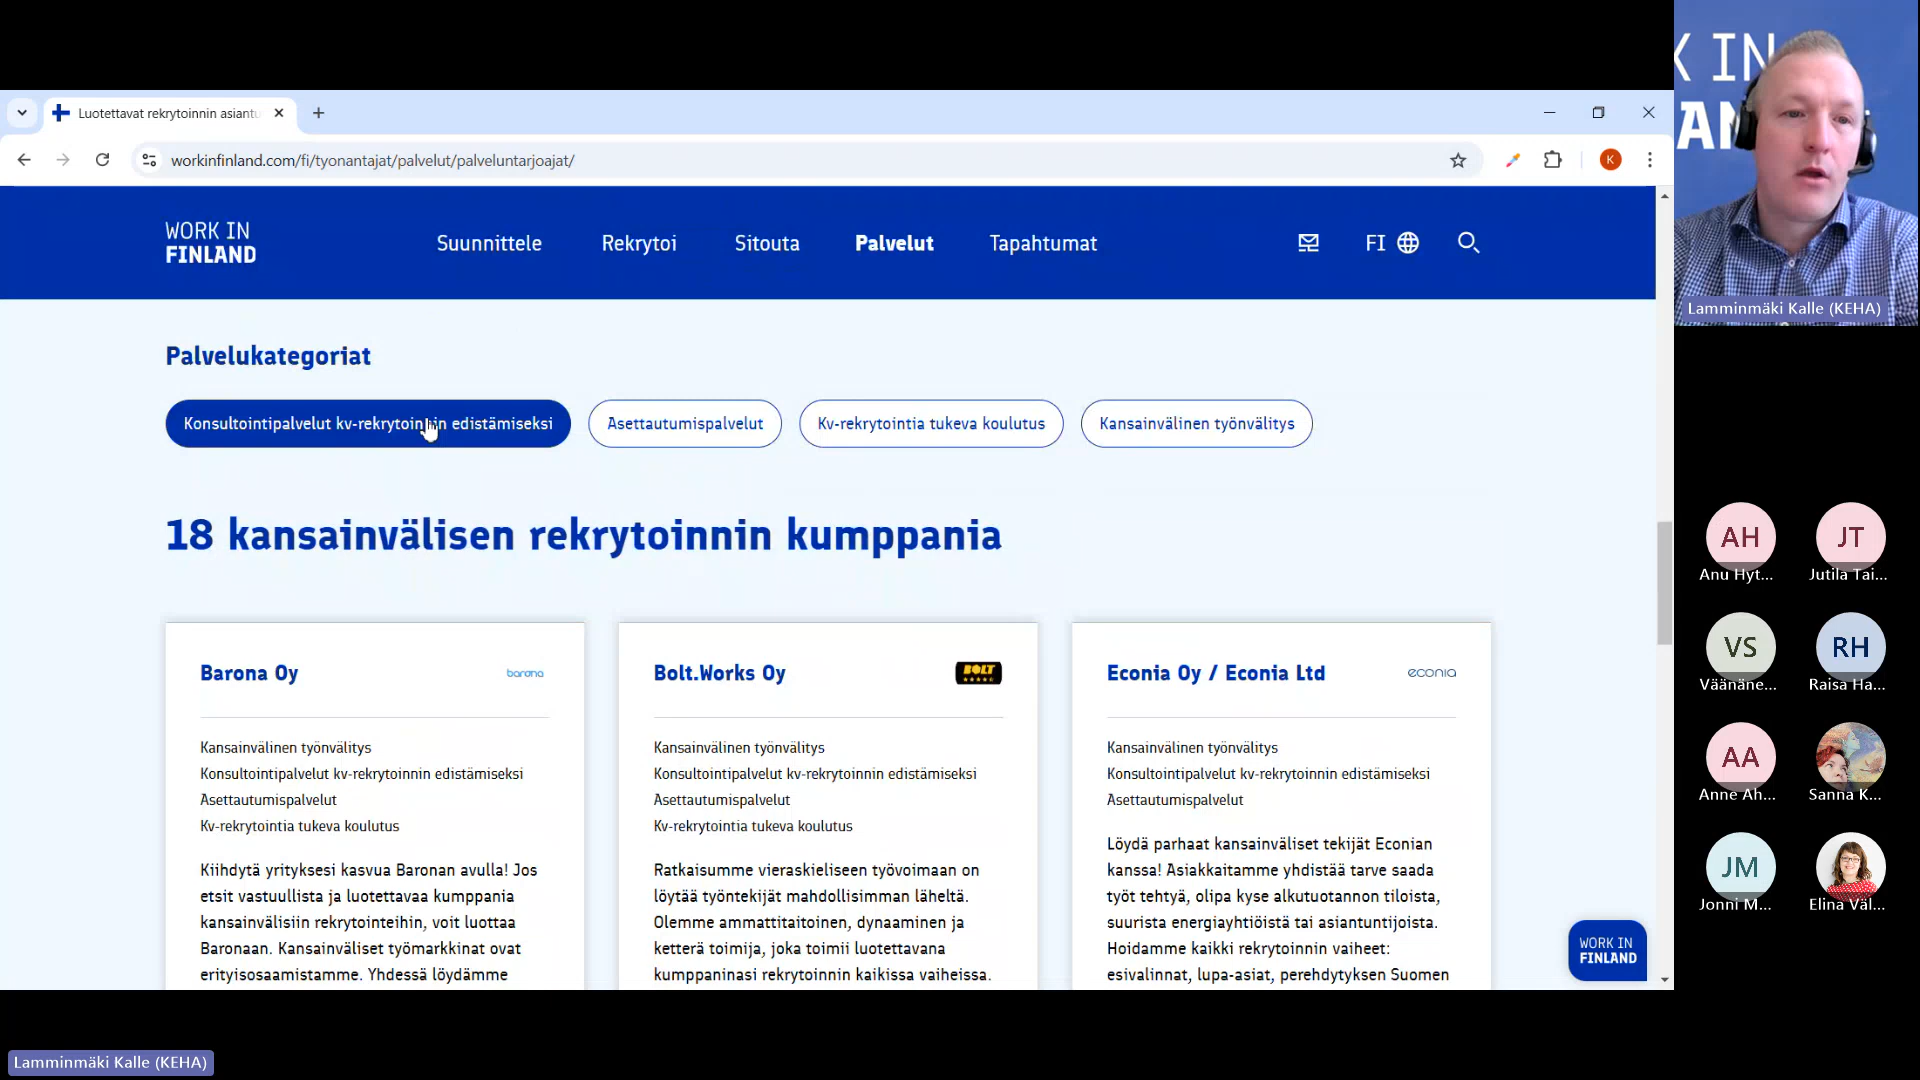 Luotettavat rekrytoinnin asiantu
workinfinland.com/fi/tyonantajat/palvelut/palveluntarjoajat/
K
WORK IN
FINLAND
Suunnittele
Rekrytoi
Sitouta
Palvelut
Tapahtumat
FI
Palvelukategoriat
Konsultointipalvelut kv-rekrytoinnin edistämiseksi
Asettautumispalvelut
Kv-rekrytointia tukeva koulutus
Kansainvälinen työnvälitys
18 kansainvälisen rekrytoinnin kumppania
Barona Oy
barona
Kansainvälinen työnvälitys
Konsultointipalvelut kv-rekrytoinnin edistämiseksi
Asettautumispalvelut
Kv-rekrytointia tukeva koulutus
Kiihdytä yrityksesi kasvua Baronan avulla! Jos
etsit vastuullista ja luotettavaa kumppania
kansainvälisiin rekrytointeihin, voit luottaa
Baronaan. Kansainväliset työmarkkinat ovat
erityisosaamistamme. Yhdessä löydämme
Bolt.Works Oy
BOLT
Kansainvälinen työnvälitys
Konsultointipalvelut kv-rekrytoinnin edistämiseksi
Asettautumispalvelut
Kv-rekrytointia tukeva koulutus
Ratkaisumme vieraskieliseen työvoimaan on
löytää työntekijät mahdollisimman läheltä.
Olemme ammattitaitoinen, dynaaminen ja
ketterä toimija, joka toimii luotettavana
kumppaninasi rekrytoinnin kaikissa vaiheissa.
Econia Oy / Econia Ltd
econia
Kansainvälinen työnvälitys
Konsultointipalvelut kv-rekrytoinnin edistämiseksi
Asettautumispalvelut
Löydä parhaat kansainväliset tekijät Econian
kanssa! Asiakkaitamme yhdistää tarve saada
työt tehtyä, olipa kyse alkutuotannon tiloista,
suurista energiayhtiöistä tai asiantuntijoista.
Hoidamme kaikki rekrytoinnin vaiheet:
esivalinnat, lupa-asiat, perehdytyksen Suomen
WORK IN
FINLAND
K IN
LAN
Lamminmäki Kalle (KEHA)
AH
Anu Hyt...
JT
Jutila Tai...
VS
Väänäne...
RH
Raisa Ha...
AA
Anne Ah...
Sanna K...
JM
Jonni M...
Elina Väl...
Lamminmäki Kalle (KEHA)